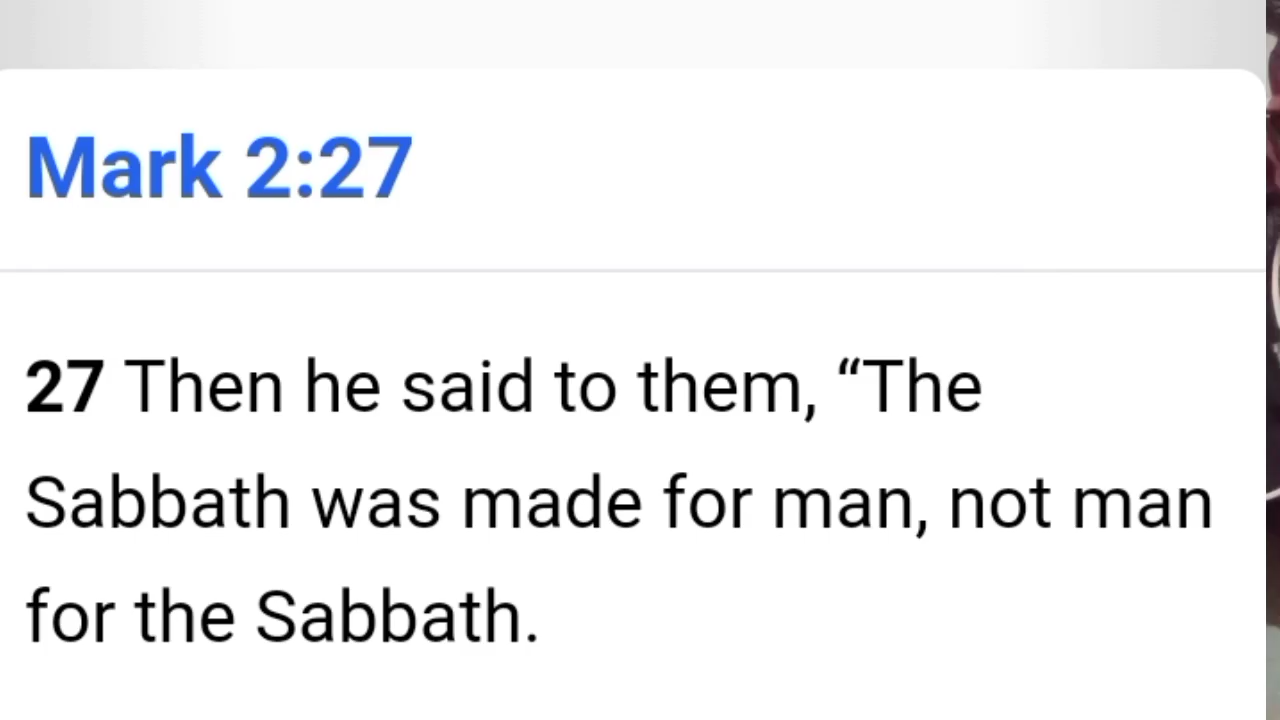 Mark 2:27
27 Then he said to them, “The
Sabbath was made for man, not man
for the Sabbath.